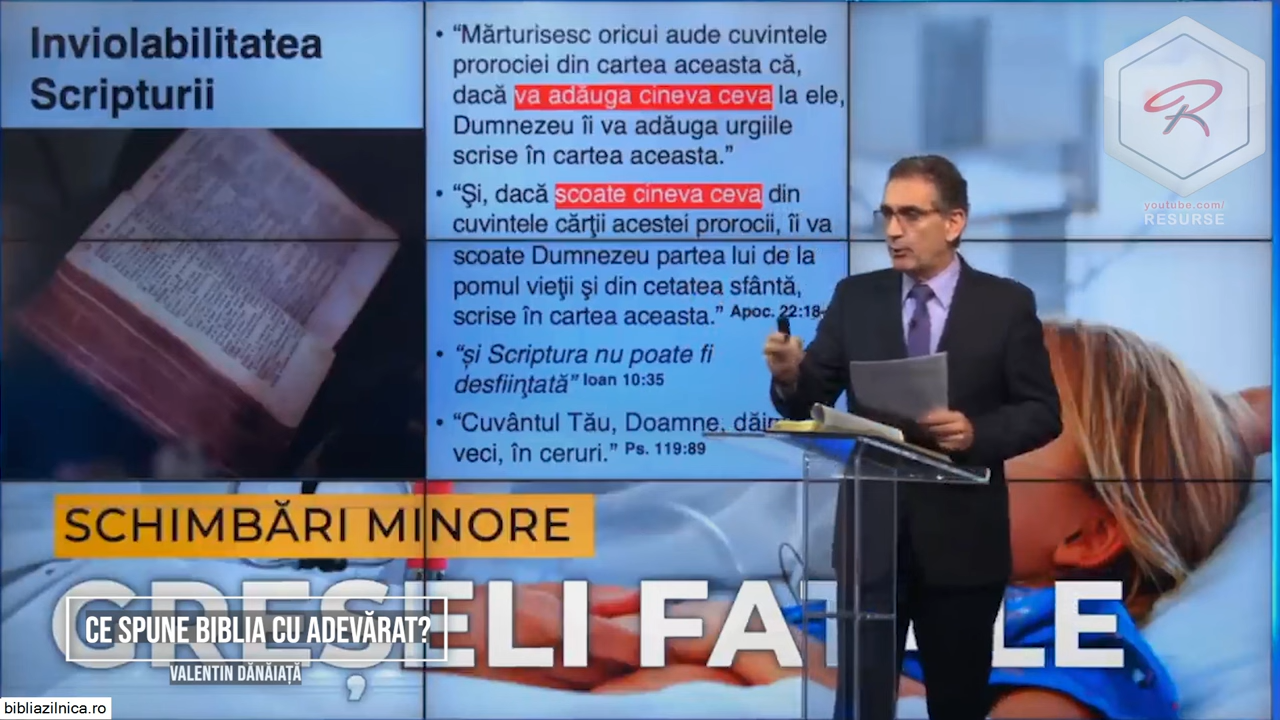 Inviolabilitatea
Scripturii
• “Mărturisesc oricui aude cuvintele
prorociei din cartea aceasta că,
dacă va adăuga cineva ceva la ele,
Dumnezeu îi va adăuga urgiile
scrise în cartea aceasta.”
• “Şi, dacă scoate cineva ceva din
cuvintele cărţii acestei prorocii, îi va
scoate Dumnezeu partea lui de la
pomul vieţii şi din cetatea sfântă,
scrise în cartea aceasta.” Apoc. 22:18-
• “și Scriptura nu poate fi
desfiinţată” Ioan 10:35
• “Cuvântul Tău, Doamne,
veci, în ceruri.” Ps. 119:89
R
youtube.com/
RESURSE
SCHIMBĂRI MINORE
GREȘELI
CE SPUNE BIBLIA CU ADEVĂRAT?
VALENTIN DĂNĂIAȚĂ
bibliazilnica.ro